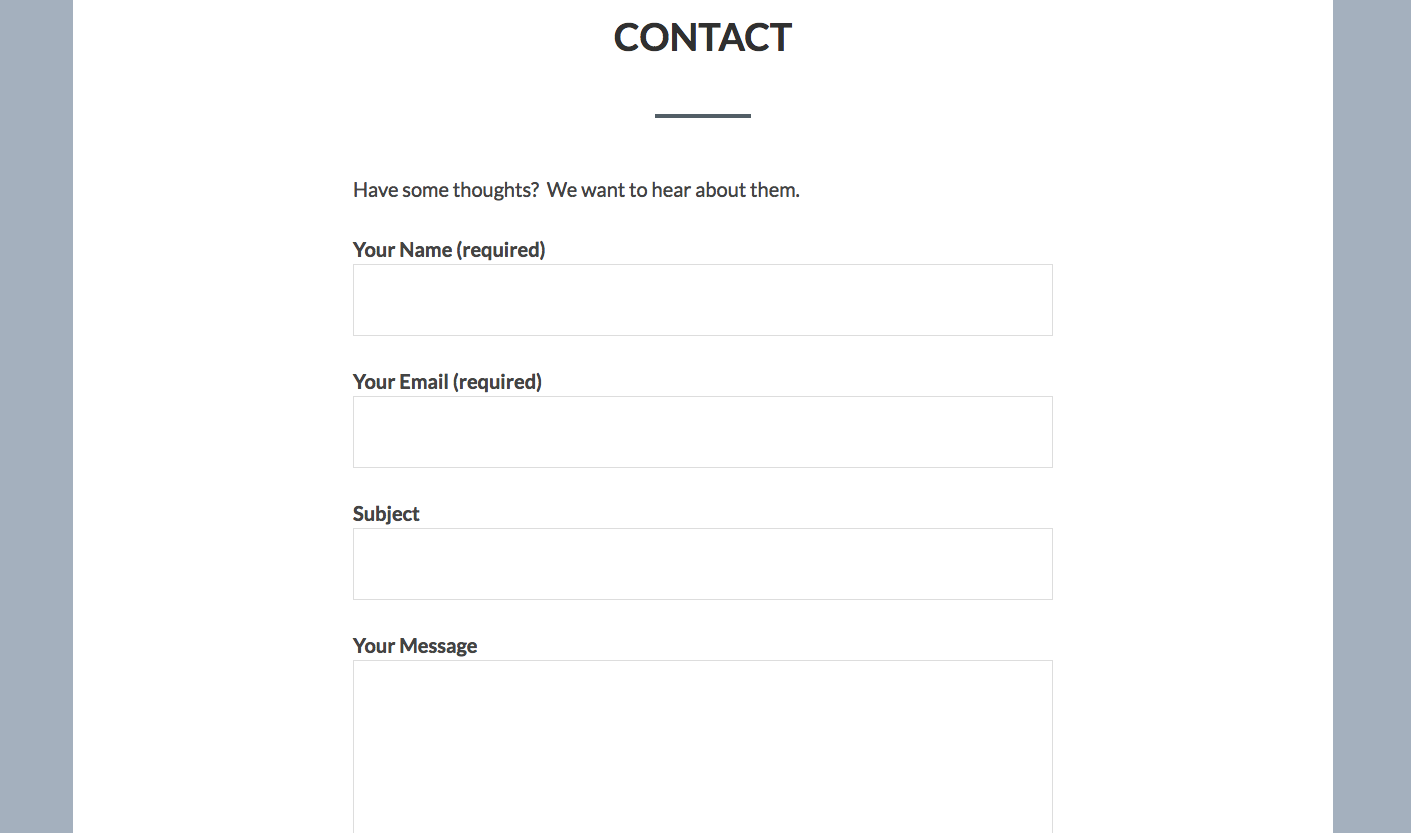 CONTACT
Have some thoughts?  We want to hear about them.
Your Name (required)
Your Email (required)
Subject
Your Message